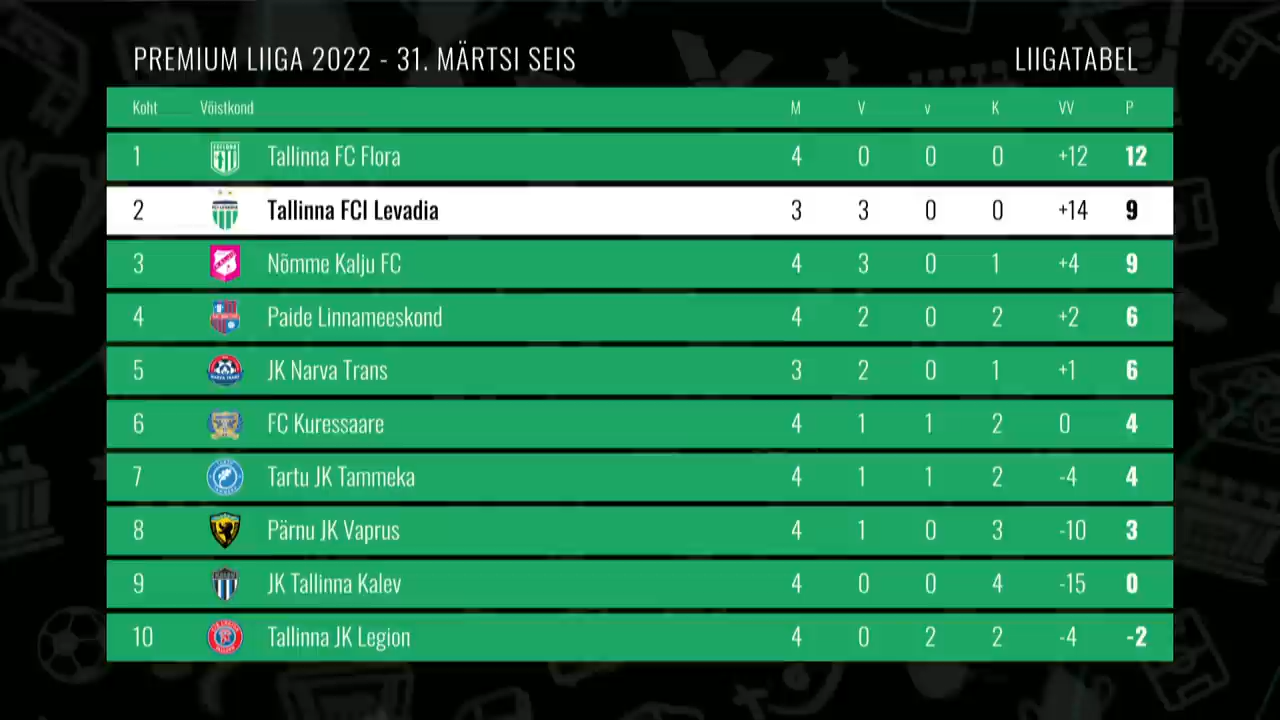 PREMIUM LIIGA 2022 - 31. MÄRTSI SEIS LIIGATABEL
Koht Võistkond M V v K VV P
1 Tallinna FC Flora 4 0 0 0 +12 12
2 Tallinna FCI Levadia 3 3 0 0 +14 9
3 Nõmme Kalju FC 4 3 0 1 +4 9
4 Paide Linnameeskond 4 2 0 2 +2 6
5 JK Narva Trans 3 2 0 1 +1 6
6 FC Kuressaare 4 1 1 2 0 4
7 Tartu JK Tammeka 4 1 1 2 -4 4
8 Pärnu JK Vaprus 4 1 0 3 -10 3
9 JK Tallinna Kalev 4 0 0 4 -15 0
10 Tallinna JK Legion 4 0 2 2 -4 -2